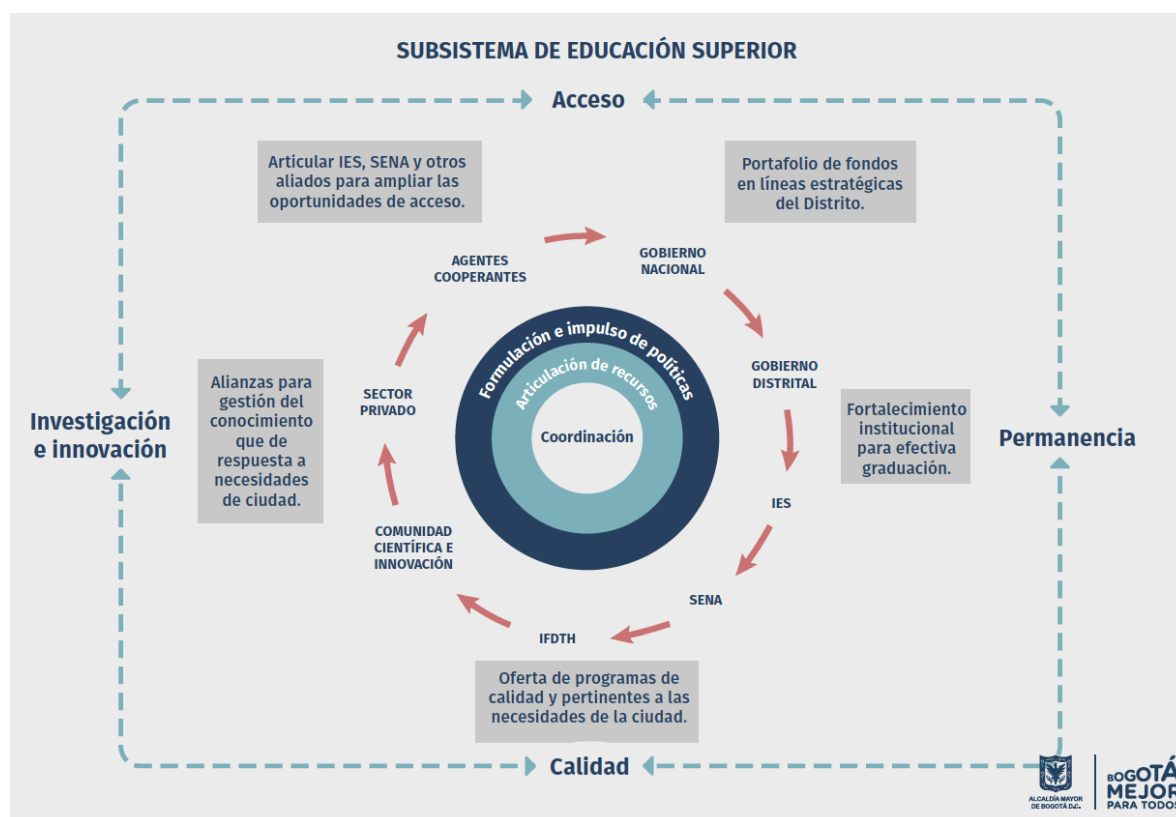 SUBSISTEMA DE EDUCACIÓN SUPERIOR
Acceso
Articular IES, SENA y otros
aliados para ampliar las
oportunidades de acceso.
Portafolio de fondos
en líneas estratégicas
del Distrito.
AGENTES
COOPERANTES
GOBIERNO
NACIONAL
Formulación e impulso de políticas
Articulación de recursos
Coordinación
GOBIERNO
DISTRITAL
SECTOR
PRIVADO
Alianzas para
gestión del
conocimiento
que de
respuesta a
necesidades
de ciudad.
Fortalecimiento
institucional
para efectiva
graduación.
Investigación
e innovación
Permanencia
IES
COMUNIDAD
CIENTÍFICA E
INNOVACIÓN
SENA
IFDTH
Oferta de programas de
calidad y pertinentes a las
necesidades de la ciudad.
Calidad
ALCALDÍA MAYOR
DE BOGOTÁ D.C.
BOGOTÁ
MEJOR
PARA TODOS